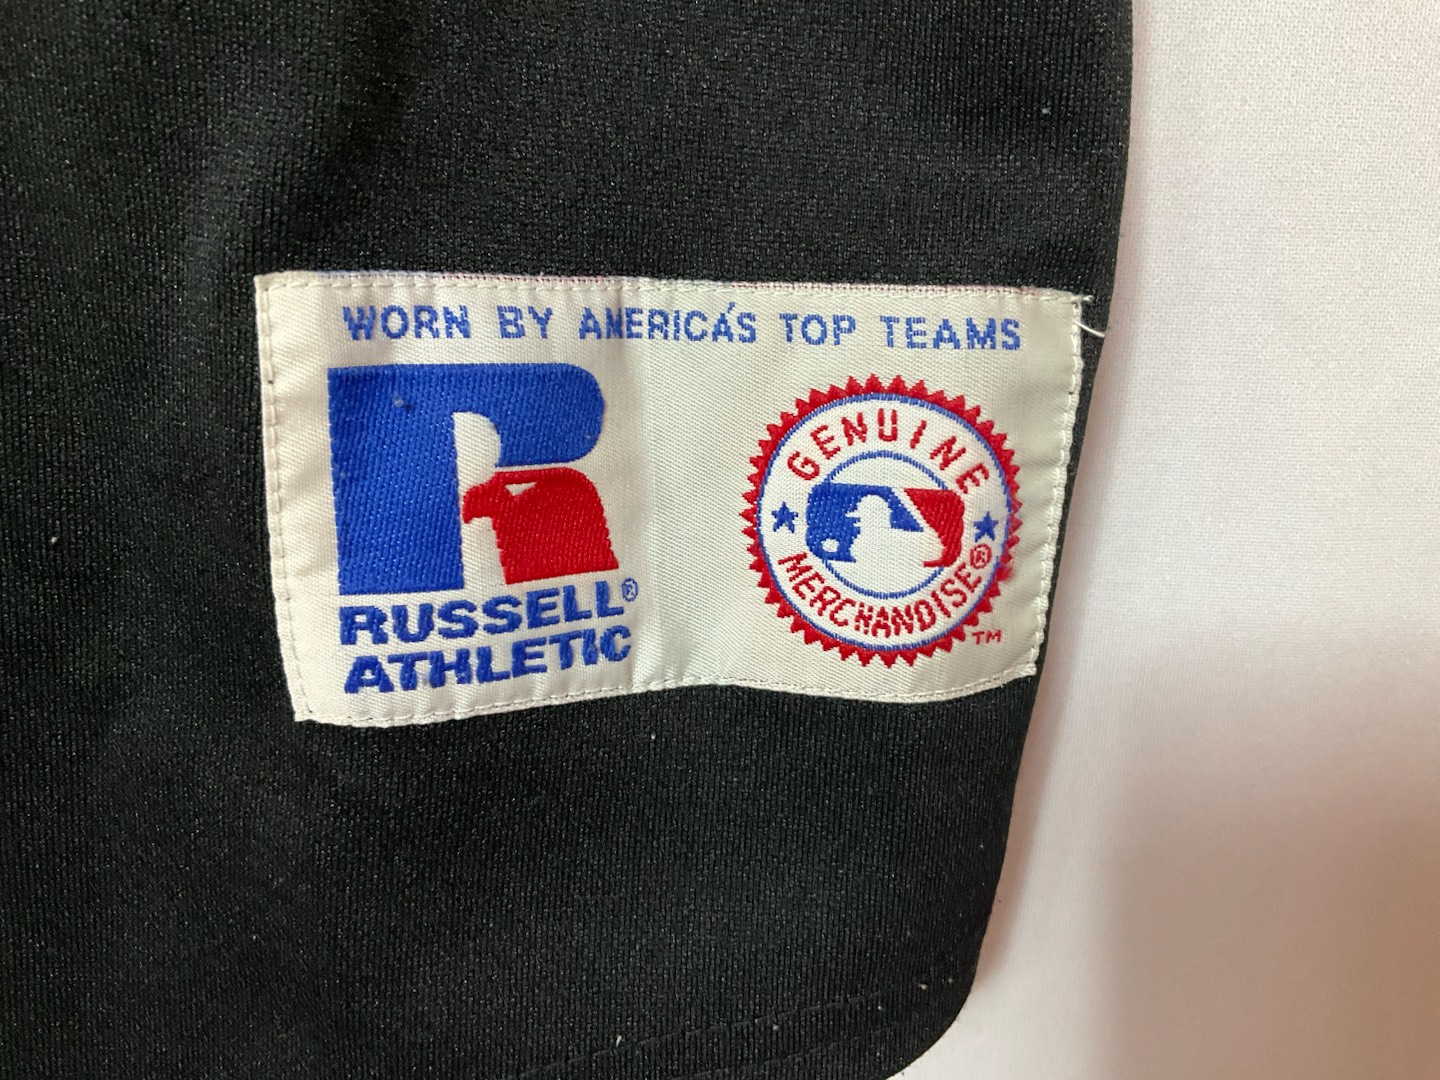 WORN BY AMERICA'S TOP TEAMS
RUSSELL®
ATHLETIC
GENUINE
MERCHANDISE®
TM